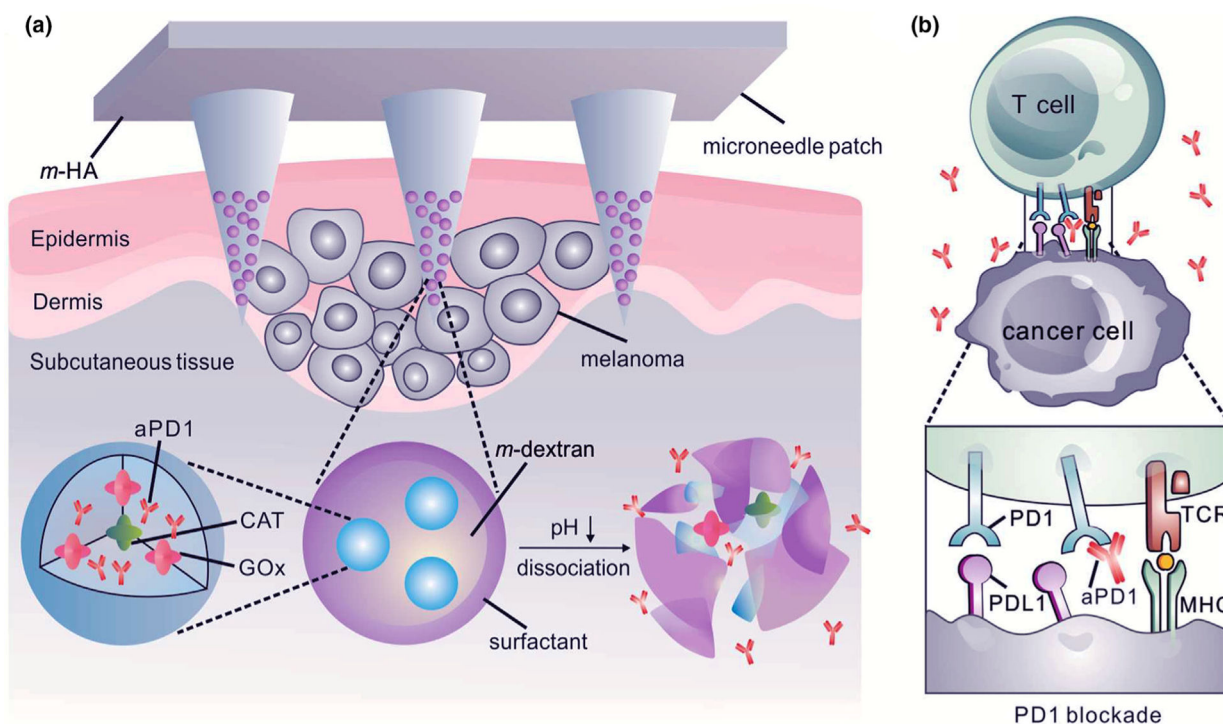 (a)
m-HA
microneedle patch
Epidermis
Dermis
Subcutaneous tissue
melanoma
aPD1
CAT
GOx
m-dextran
surfactant
pH ↓
dissociation
(b)
T cell
cancer cell
PD1
TCR
PDL1
aPD1
MHC
PD1 blockade